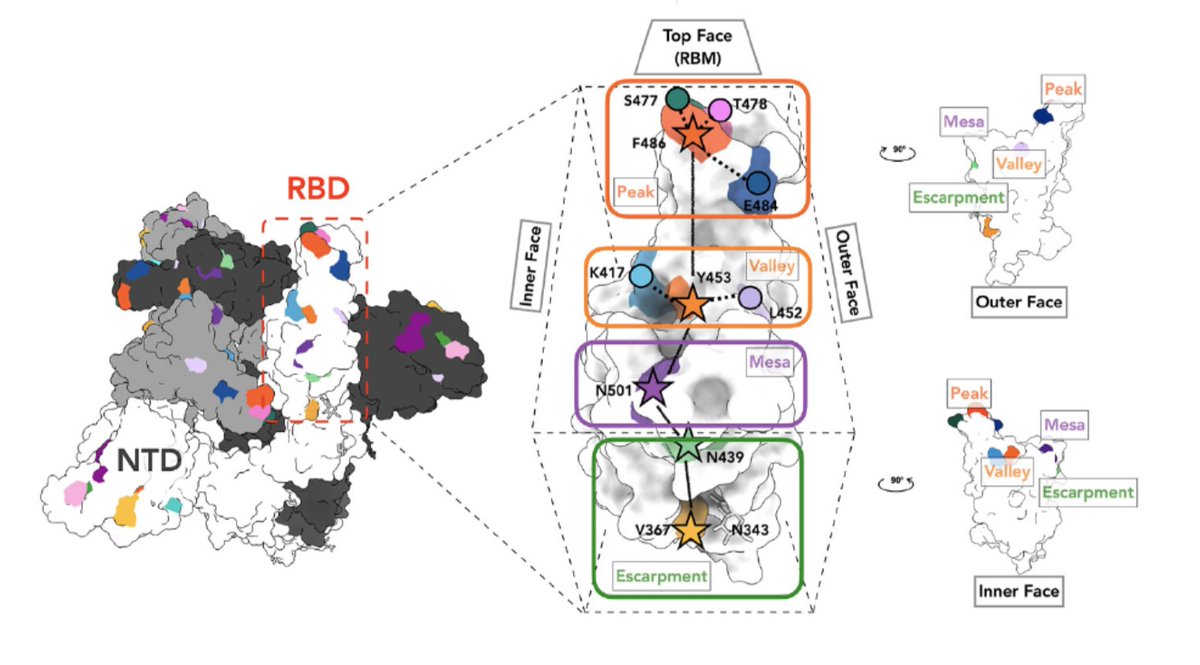 RBD
NTD
Top Face
(RBM)
S477
T478
F486
Peak
E484
Inner Face
Outer Face
K417
Y453
Valley
L452
Mesa
N501
N439
V367
N343
Escarpment
Peak
Mesa
90°
Valley
Escarpment
Outer Face
Peak
Mesa
Valley
90°
Escarpment
Inner Face